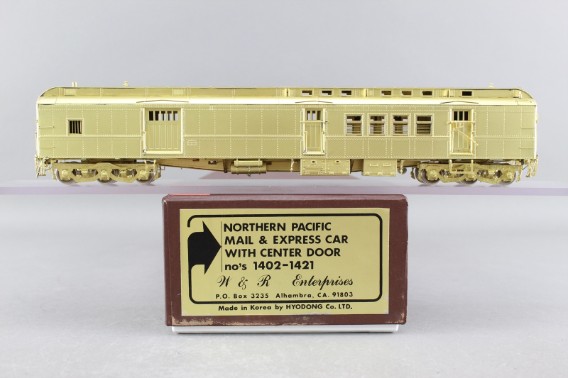 NORTHERN PACIFIC
MAIL & EXPRESS CAR
WITH CENTER DOOR
no's 1402-1421
W & R Enterprises
P.O. Box 3235 Alhambra, CA. 91803
Made in Korea by HYODONG Co. LTD.